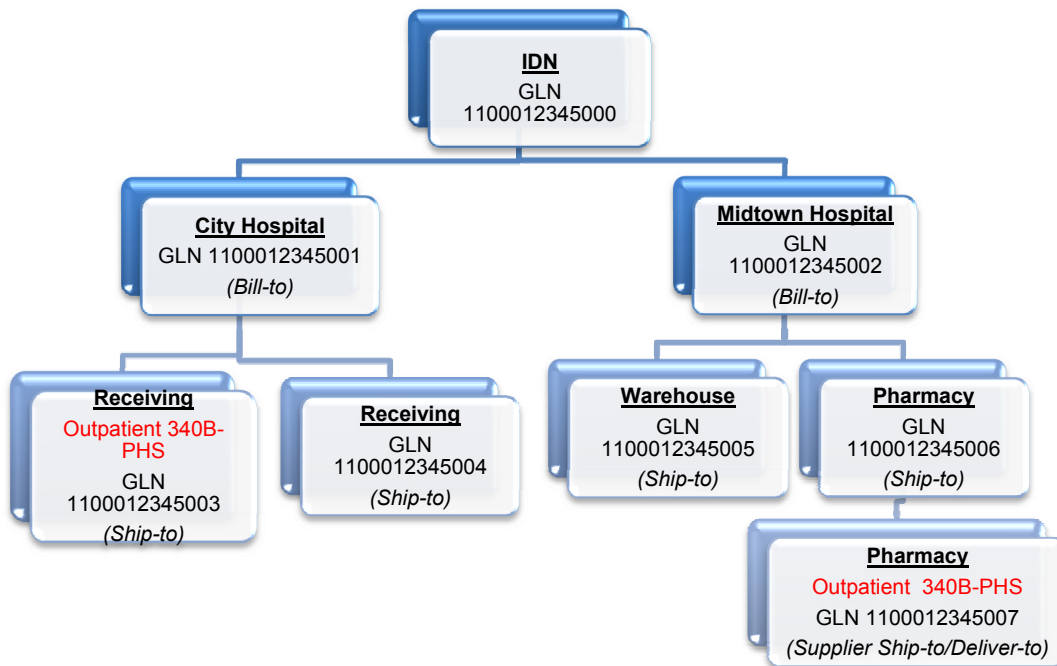 IDN
GLN
1100012345000
City Hospital
GLN 1100012345001
(Bill-to)
Midtown Hospital
GLN
1100012345002
(Bill-to)
Receiving
Outpatient 340B-
PHS
GLN
1100012345003
(Ship-to)
Receiving
GLN
1100012345004
(Ship-to)
Warehouse
GLN
1100012345005
(Ship-to)
Pharmacy
GLN
1100012345006
(Ship-to)
Pharmacy
Outpatient 340B-PHS
GLN 1100012345007
(Supplier Ship-to/Deliver-to)